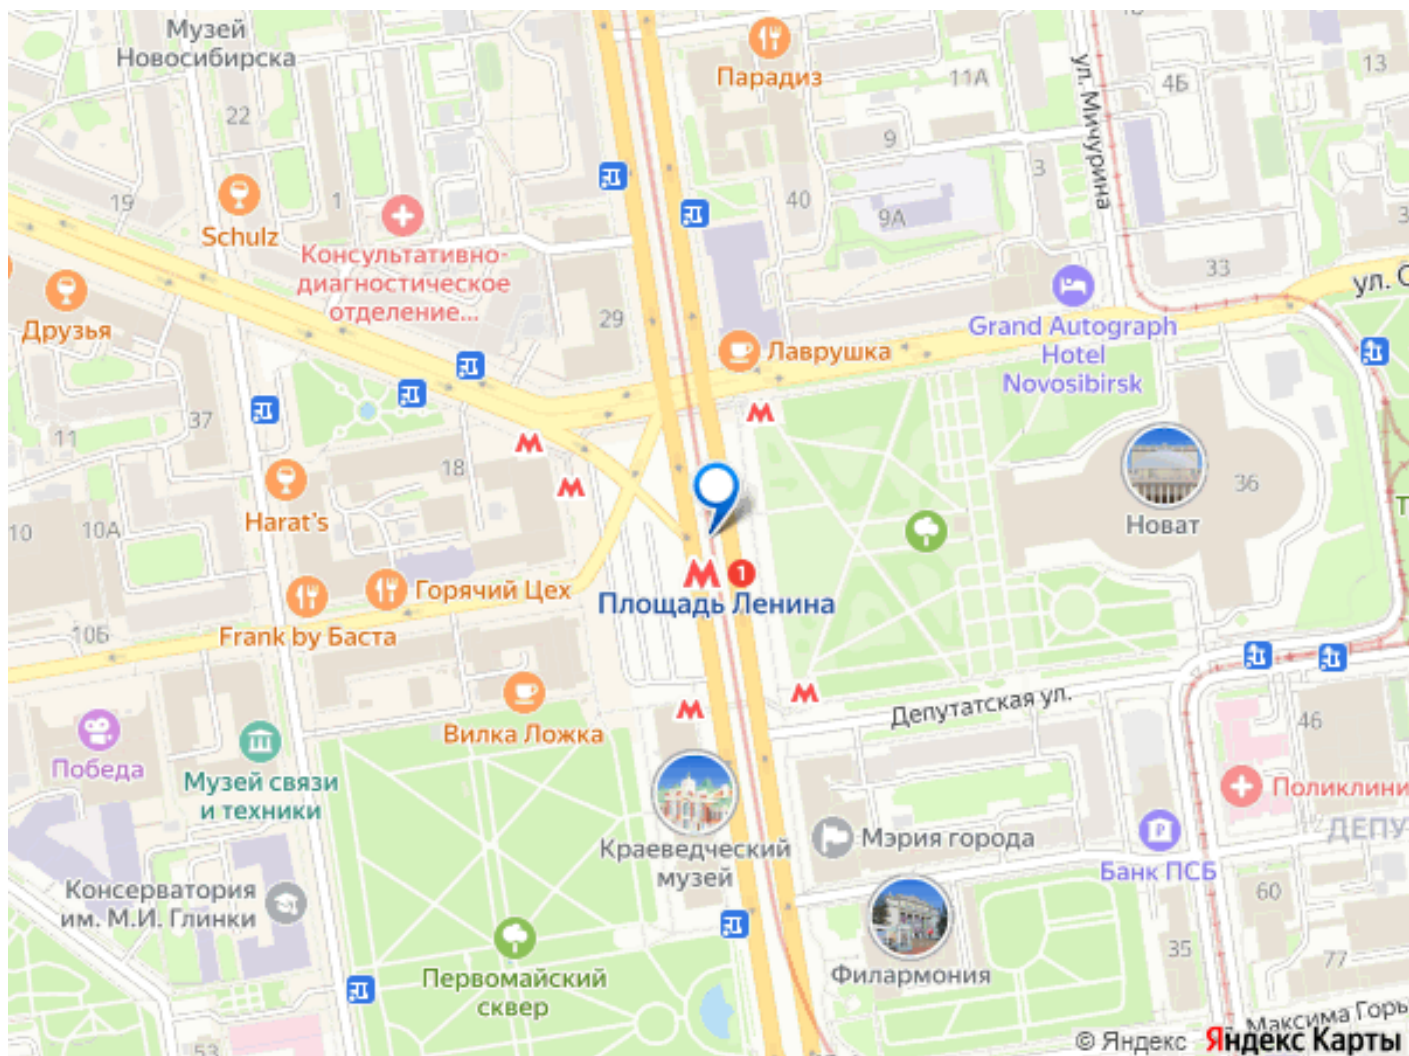 Музей
Новосибирска
Парадиз
11А
4Б
13
ул. Мичурина
22
9
3
19
1
40
9А
Schulz
Консультативно-
диагностическое
отделение...
33
ул. С
Друзья
29
Лаврушка
Grand Autograph
Hotel
Novosibirsk
37
11
18
36
Новат
Harat's
10
10А
Горячий Цех
1
Площадь Ленина
10Б
Frank by Баста
Депутатская ул.
46
Вилка Ложка
Победа
Музей связи
и техники
Поликлини
Краеведческий
музей
Мэрия города
ДЕПУ
Банк ПСБ
Консерватория
им. М.И. Глинки
60
Филармония
35
77
Первомайский
сквер
Максима Горь
53
© Яндекс Яндекс Карты